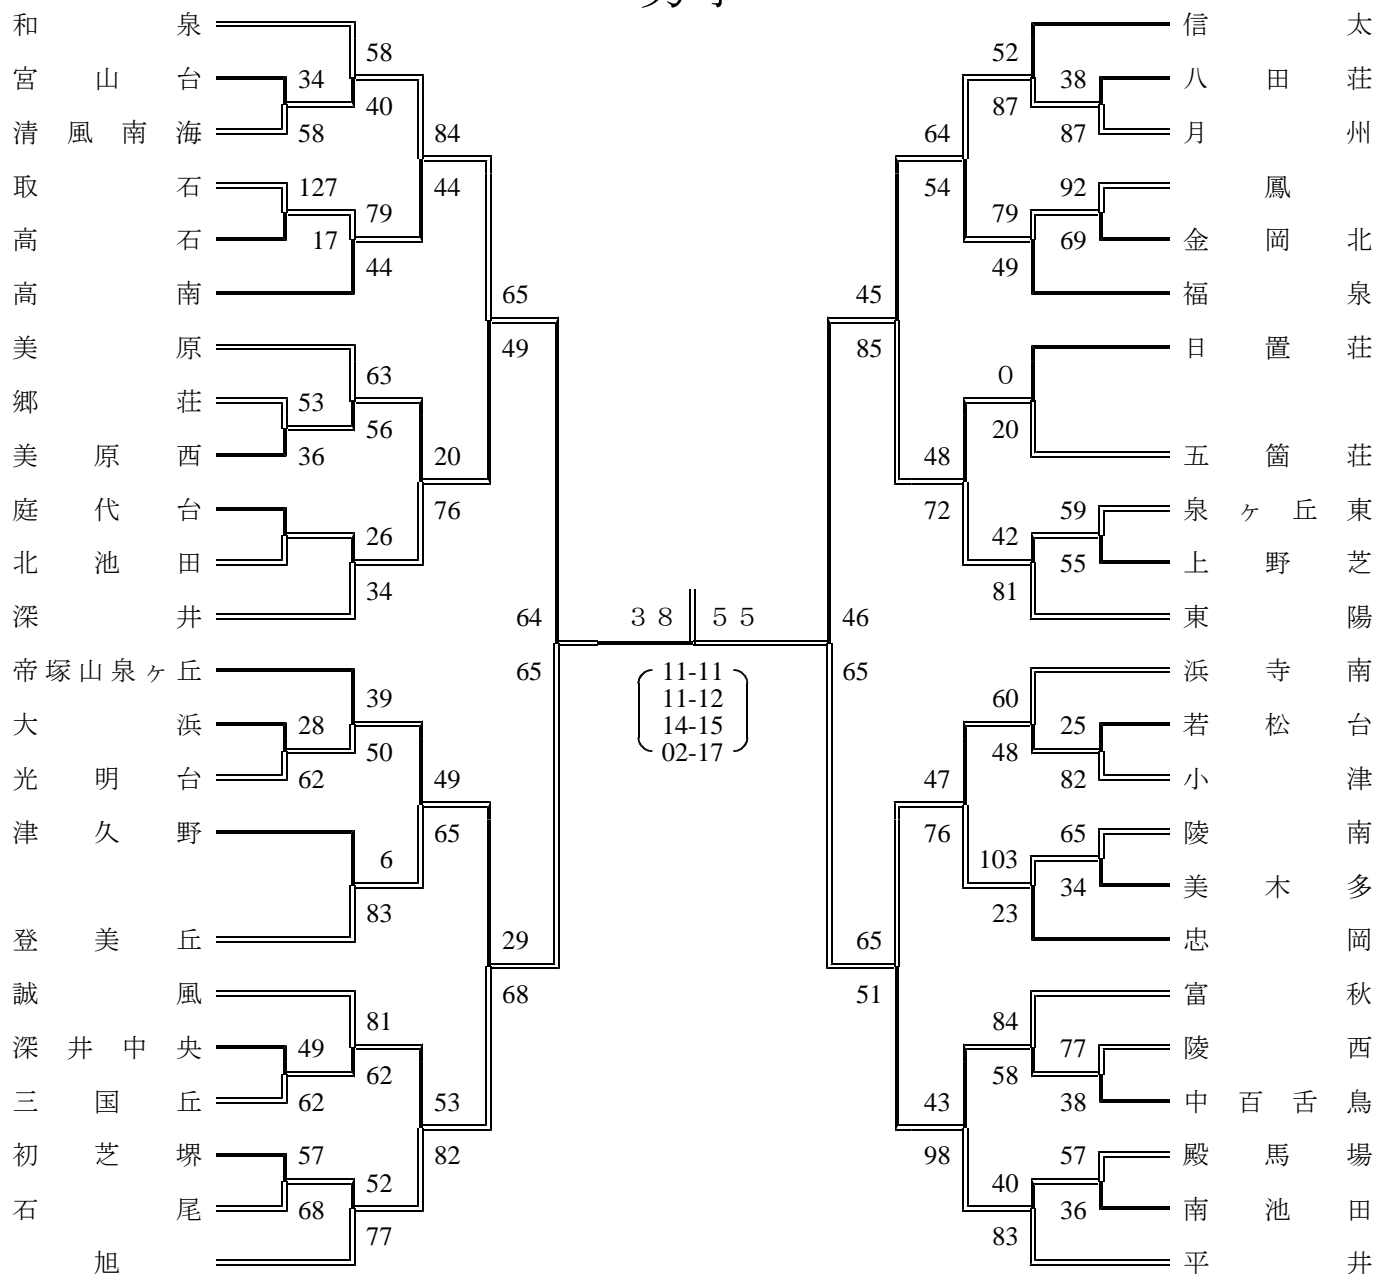 和泉 信太
58 52
宮山台 34 38 八田荘
40 87
清風南海 58 84 64 87 月州
取石 127 44 54 92 鳳
79 79
高石 17 69 金岡北
44 49
高南 65 45 福泉
美原 49 85 日置荘
63 0
郷荘 53
56 20
美原西 36 20 48 五箇荘
庭代台 76 72 59 泉ヶ丘東
26 42
北池田 55 上野芝
34 81
深井 64 38 55 46 東陽
帝塚山泉ヶ丘 65 11-11 65 浜寺南
39 11-12 60
大浜 28 14-15 25 若松台
50 02-17 48
光明台 62 49 47 82 小津
津久野 65 76 65 陵南
6 103
34 美木多
83 23
登美丘 29 65 忠岡
誠風 68 51 富秋
81 84
深井中央 49 77 陵西
62 58
三国丘 62 53 43 38 中百舌鳥
初芝堺 57 82 98 57 殿馬場
52 40
石尾 68 36 南池田
77 83
旭 平井